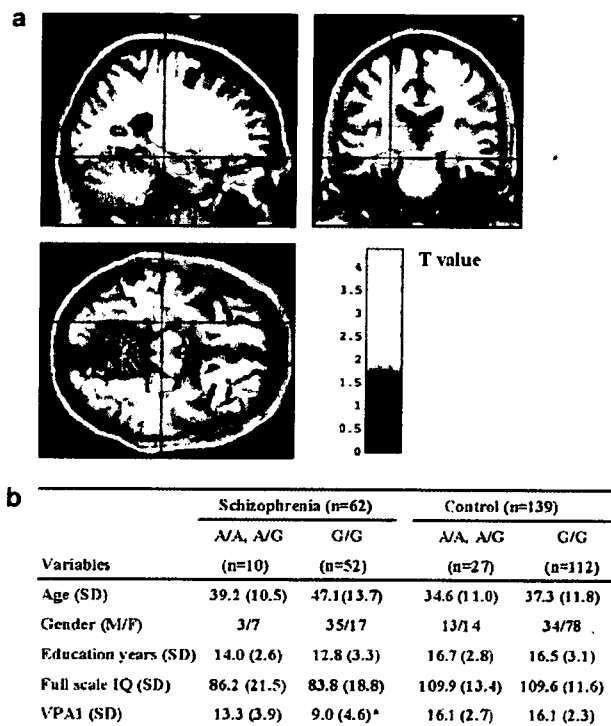 a
T value
4
3.5
3
2.5
2
1.5
1
0.5
0
b
Schizophrenia (n=62) Control (n=139)
A/A, A/G G/G A/A, A/G G/G
Variables (n=10) (n=52) (n=27) (n=112)
Age (SD) 39.2 (10.5) 47.1(13.7) 34.6 (11.0) 37.3 (11.8)
Gender (M/F) 3/7 35/17 13/14 34/78
Education years (SD) 14.0 (2.6) 12.8 (3.3) 16.7 (2.8) 16.5 (3.1)
Full scale IQ (SD) 86.2 (21.5) 83.8 (18.8) 109.9 (13.4) 109.6 (11.6)
VPA1 (SD) 13.3 (3.9) 9.0 (4.6)* 16.1 (2.7) 16.1 (2.3)